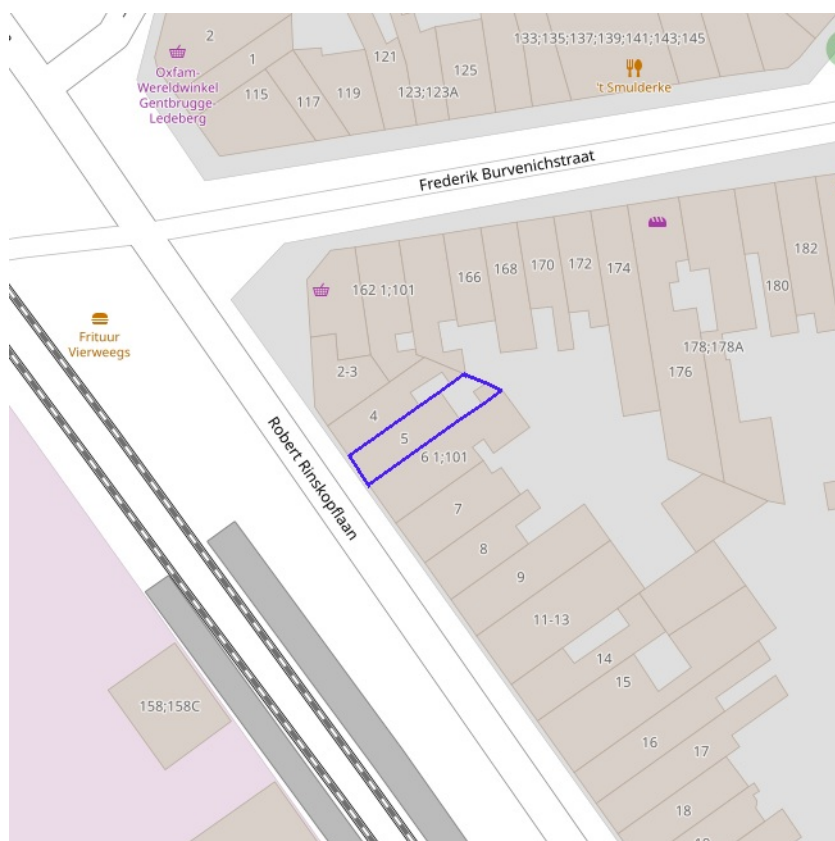 2
1
121
133;135;137;139;141;143;145
Oxfam-
Wereldwinkel
Gentbrugge-
Ledeberg
115
117
119
123;123A
125
't Smulderke
Frederik Burvenichstraat
162 1;101
166
168
170
172
174
182
180
178;178A
176
Frituur
Vierweegs
2-3
4
5
6 1;101
Robert Rinskopflaan
7
8
9
11-13
14
15
158;158C
16
17
18